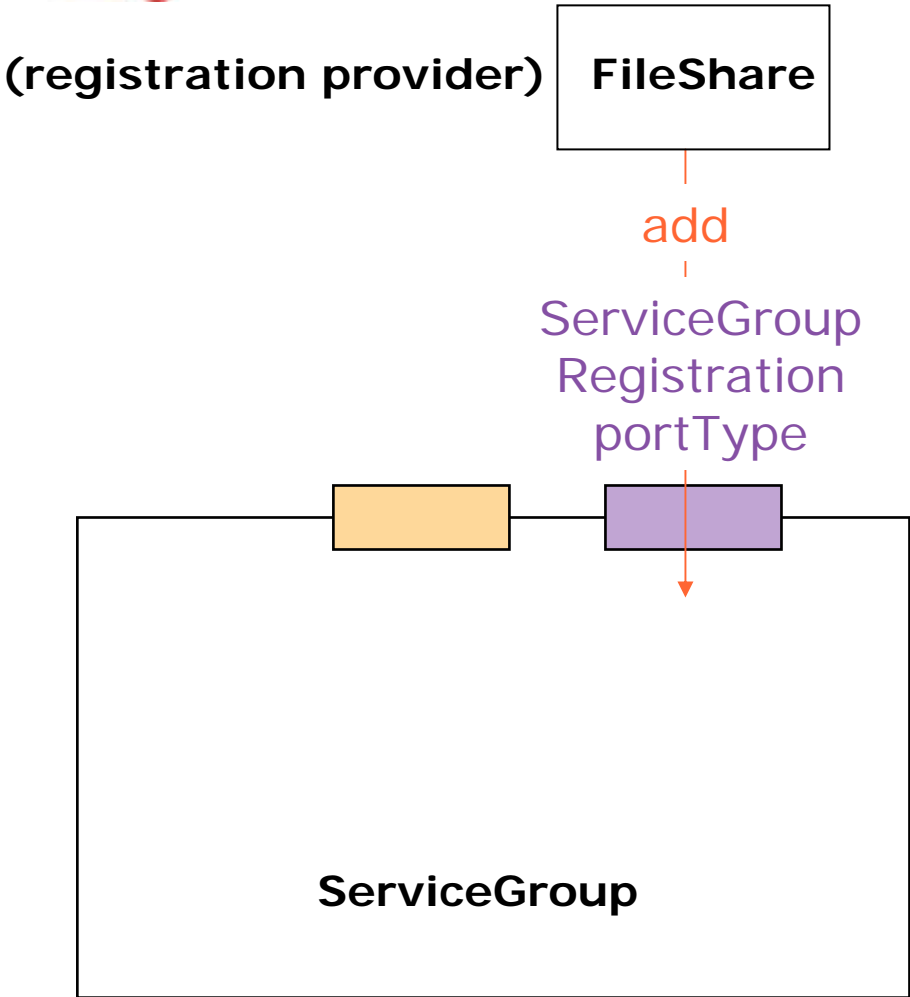 (registration provider) FileShare
add
ServiceGroup
Registration
portType
ServiceGroup